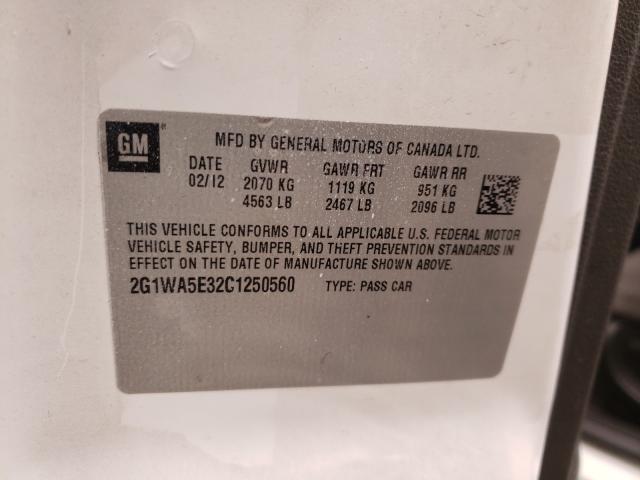 GM
MFD BY GENERAL MOTORS OF CANADA LTD.
DATE GVWR GAWR FRT GAWR RR
02/12 2070 KG 1119 KG 951 KG
4563 LB 2467 LB 2096 LB
THIS VEHICLE CONFORMS TO ALL APPLICABLE U.S. FEDERAL MOTOR
VEHICLE SAFETY, BUMPER, AND THEFT PREVENTION STANDARDS IN
EFFECT ON THE DATE OF MANUFACTURE SHOWN ABOVE.
2G1WA5E32C1250560 TYPE: PASS CAR